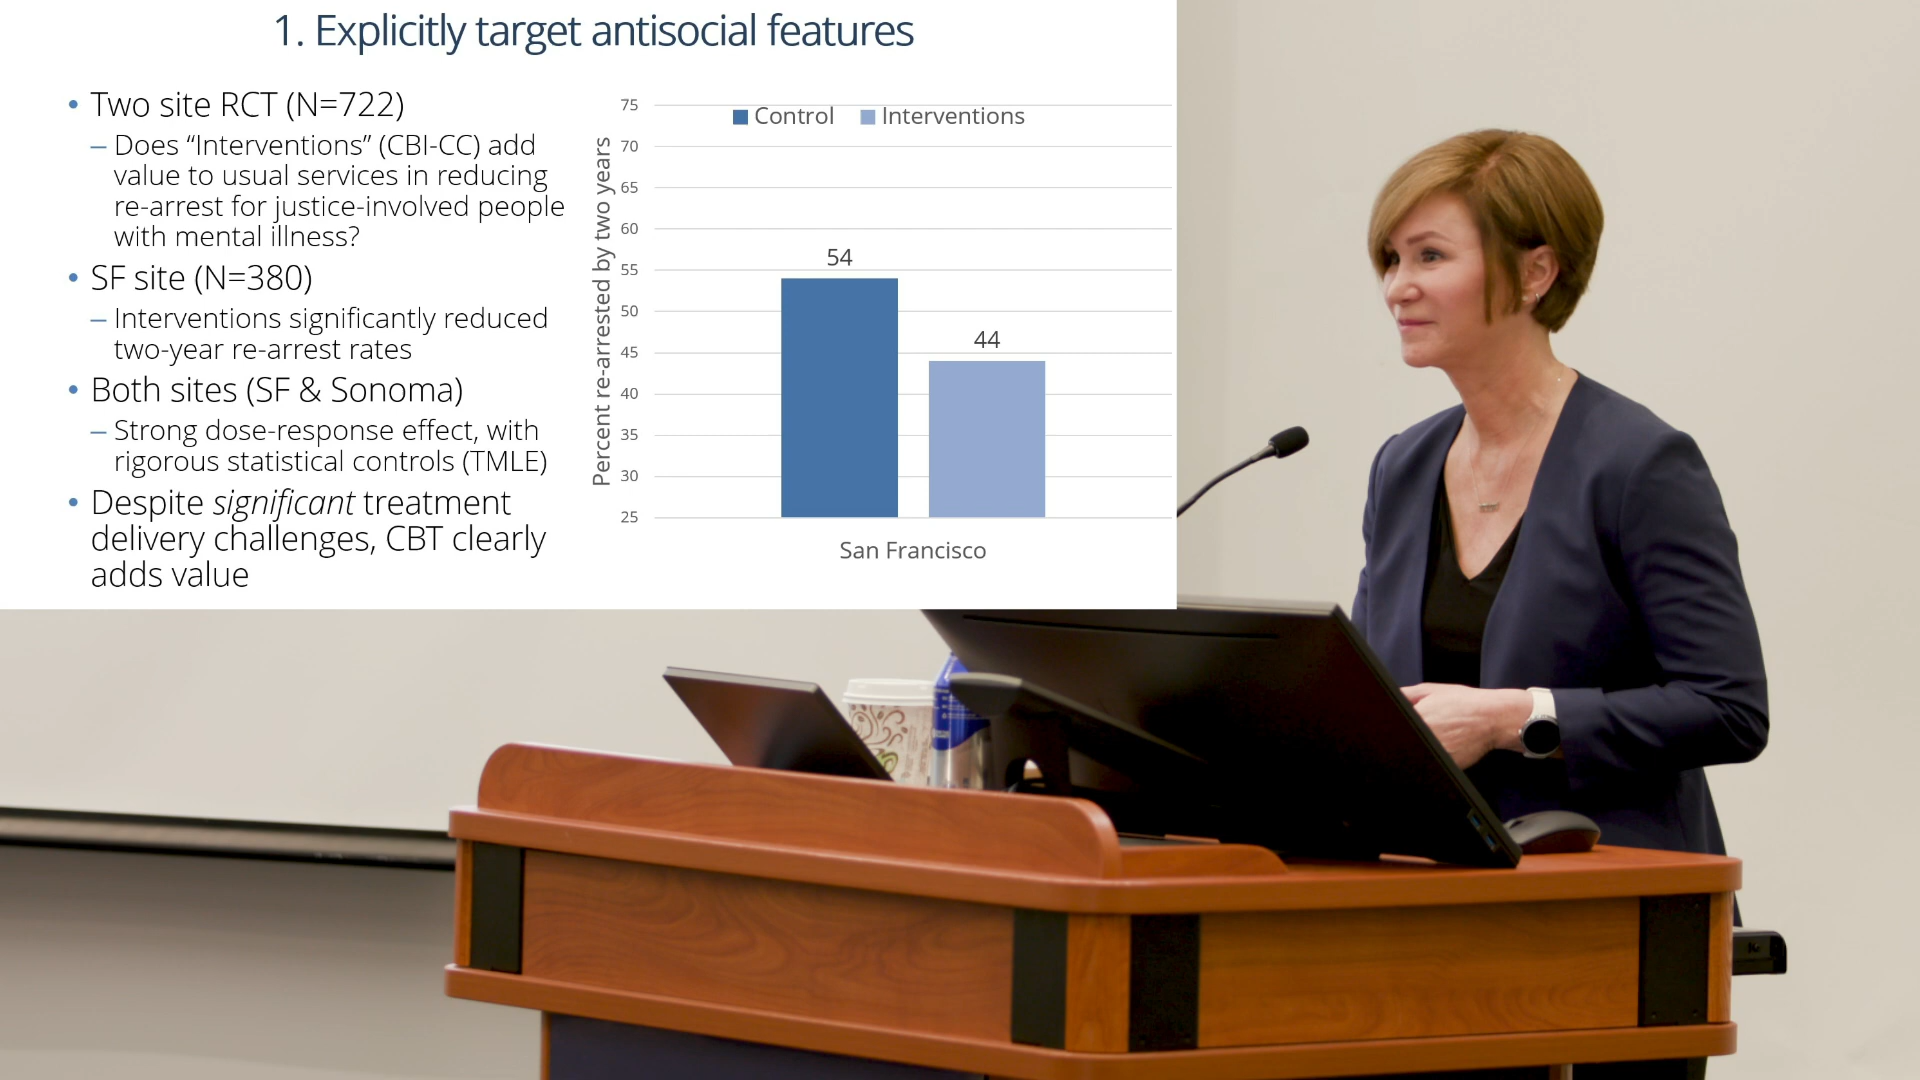 1. Explicitly target antisocial features
• Two site RCT (N=722)
– Does “Interventions” (CBI-CC) add
value to usual services in reducing
re-arrest for justice-involved people
with mental illness?
• SF site (N=380)
– Interventions significantly reduced
two-year re-arrest rates
• Both sites (SF & Sonoma)
– Strong dose-response effect, with
rigorous statistical controls (TMLE)
• Despite significant treatment
delivery challenges, CBT clearly
adds value
Control Interventions
Percent re-arrested by two years
75
70
65
60
55
50
45
40
35
30
25
54
44
San Francisco